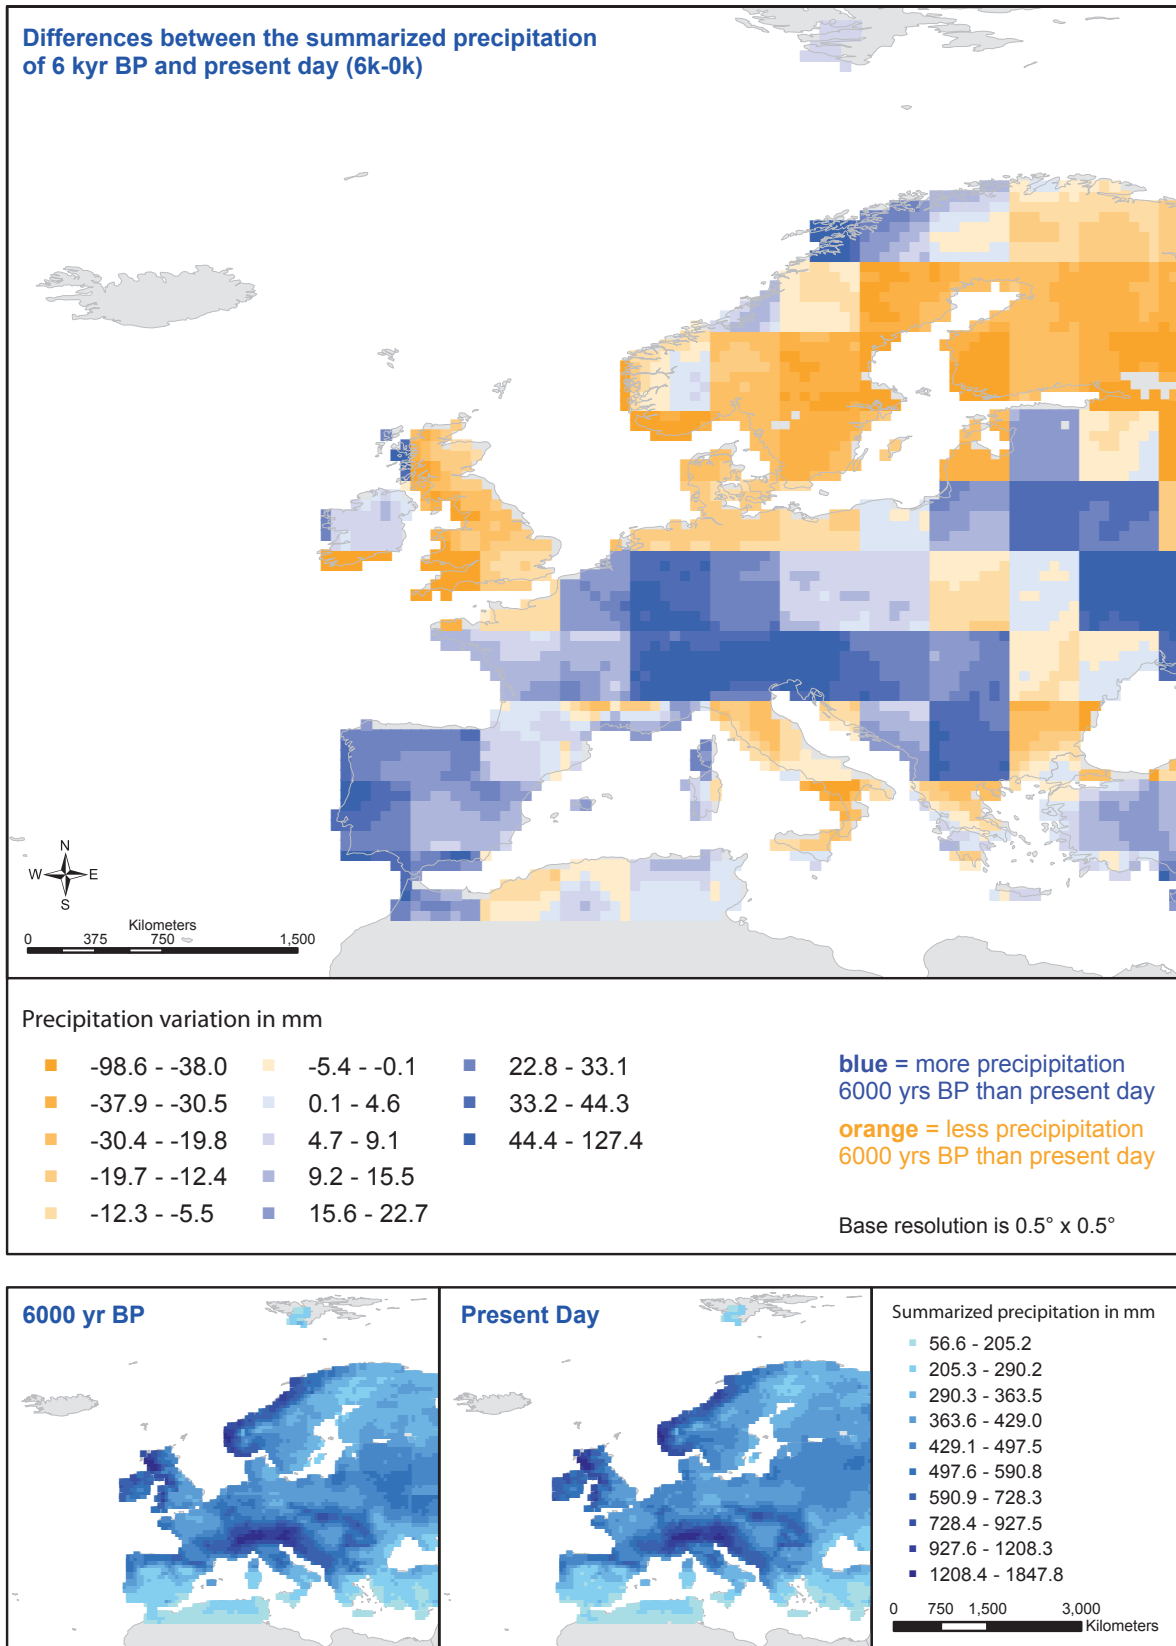 Differences between the summarized precipitation
of 6 kyr BP and present day (6k-0k)
N
W E
S
Kilometers
0 375 750 1,500
Precipitation variation in mm
-98.6 - -38.0
-37.9 - -30.5
-30.4 - -19.8
-19.7 - -12.4
-12.3 - -5.5
-5.4 - -0.1
0.1 - 4.6
4.7 - 9.1
9.2 - 15.5
15.6 - 22.7
22.8 - 33.1
33.2 - 44.3
44.4 - 127.4
blue = more precipipitation
6000 yrs BP than present day
orange = less precipipitation
6000 yrs BP than present day
Base resolution is 0.5° x 0.5°
6000 yr BP
Present Day
Summarized precipitation in mm
56.6 - 205.2
205.3 - 290.2
290.3 - 363.5
363.6 - 429.0
429.1 - 497.5
497.6 - 590.8
590.9 - 728.3
728.4 - 927.5
927.6 - 1208.3
1208.4 - 1847.8
0 750 1,500 3,000
Kilometers